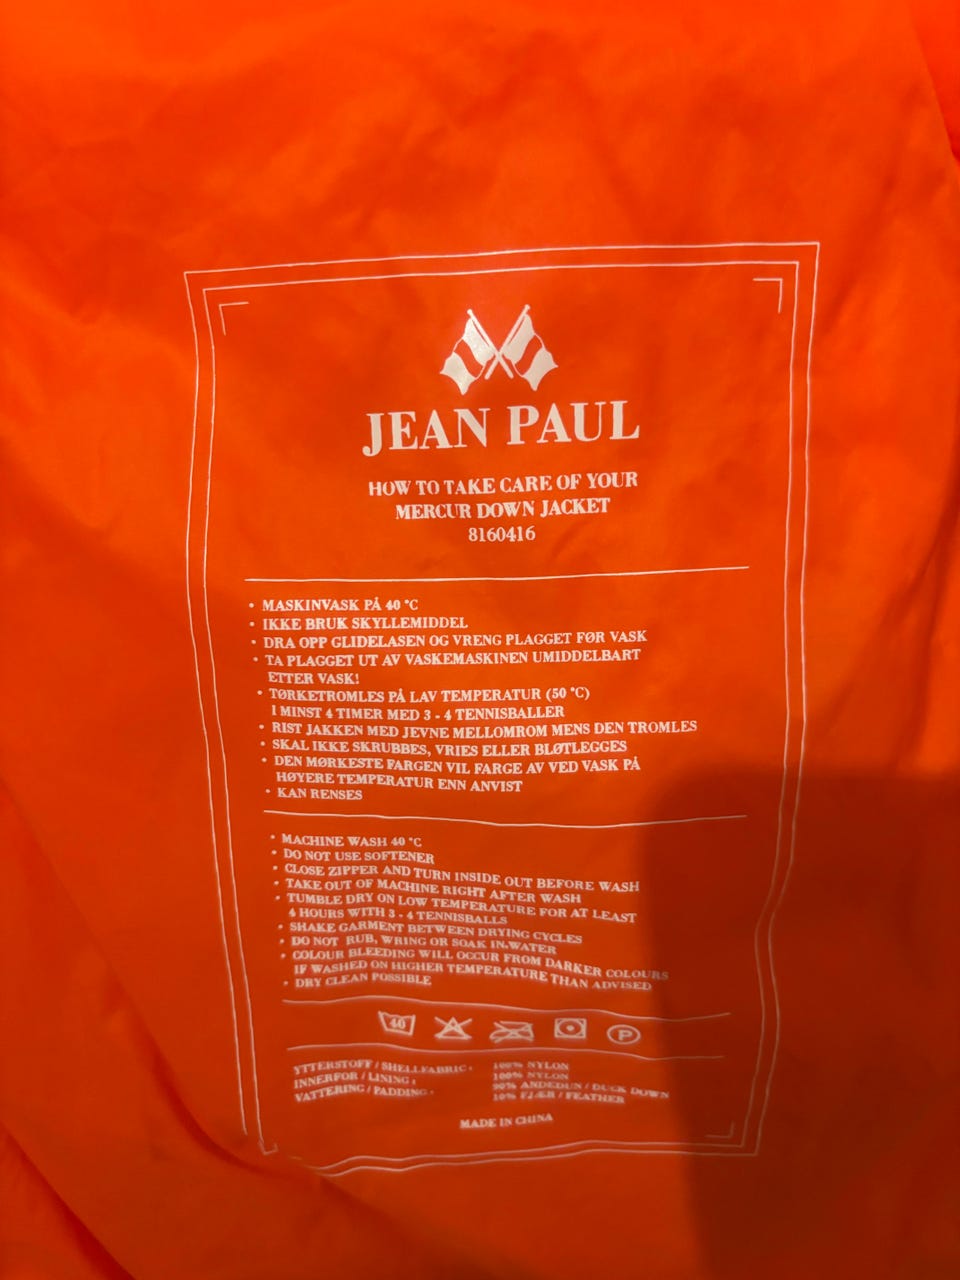 JEAN PAUL
HOW TO TAKE CARE OF YOUR
MERCUR DOWN JACKET
8160416
• MASKINVASK PÅ 40 °C
• IKKE BRUK SKYLLEMIDDEL
• DRA OPP GLIDELASEN OG VRENG PLAGGET FØR VASK
• TA PLAGGET UT AV VASKEMASKINEN UMIDDELBART
ETTER VASK!
• TØRKETROMLES PÅ LAV TEMPERATUR (50 °C)
I MINST 4 TIMER MED 3 - 4 TENNISBALLER
• RIST JAKKEN MED JEVNE MELLOMROM MENS DEN TROMLES
• SKAL IKKE SKRUBBES, VRIES ELLER BLØTLEGGES
• DEN MØRKESTE FARGEN VIL FARGE AV VED VASK PÅ
HØYERE TEMPERATUR ENN ANVIST
• KAN RENSES
• MACHINE WASH 40 °C
• DO NOT USE SOFTENER
• CLOSE ZIPPER AND TURN INSIDE OUT BEFORE WASH
• TAKE OUT OF MACHINE RIGHT AFTER WASH
• TUMBLE DRY ON LOW TEMPERATURE FOR AT LEAST
4 HOURS WITH 3 - 4 TENNISBALLS
• SHAKE GARMENT BETWEEN DRYING CYCLES
• DO NOT RUB, WRING OR SOAK IN WATER
• COLOUR BLEEDING WILL OCCUR FROM DARKER COLOURS
IF WASHED ON HIGHER TEMPERATURE THAN ADVISED
• DRY CLEAN POSSIBLE
40 P
YTTERSTOFF / SHELLFABRIC : 100% NYLON
INNERFOR / LINING : 100% NYLON
VATTERING / PADDING : 90% ANDEDUN / DUCK DOWN
10% FJÆR / FEATHER
MADE IN CHINA